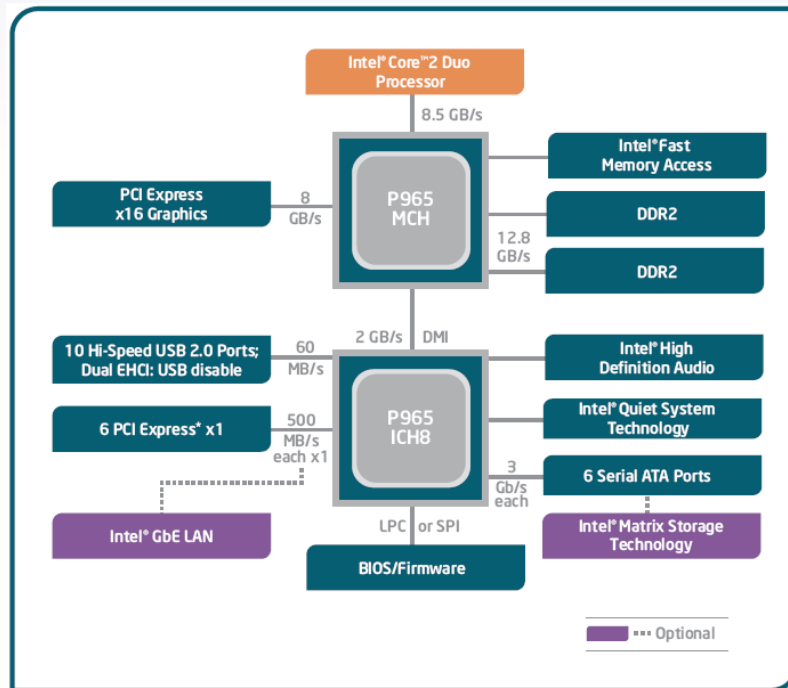 Intel® Core™2 Duo
Processor
8.5 GB/s
Intel® Fast
Memory Access
PCI Express
x16 Graphics
8
GB/s
P965
MCH
DDR2
12.8
GB/s
DDR2
2 GB/s DMI
10 Hi-Speed USB 2.0 Ports;
Dual EHCI: USB disable
60
MB/s
Intel® High
Definition Audio
6 PCI Express* x1
500
MB/s
each x1
P965
ICH8
Intel® Quiet System
Technology
3
Gb/s
each
6 Serial ATA Ports
Intel® GbE LAN
LPC or SPI
Intel® Matrix Storage
Technology
BIOS/Firmware
Optional